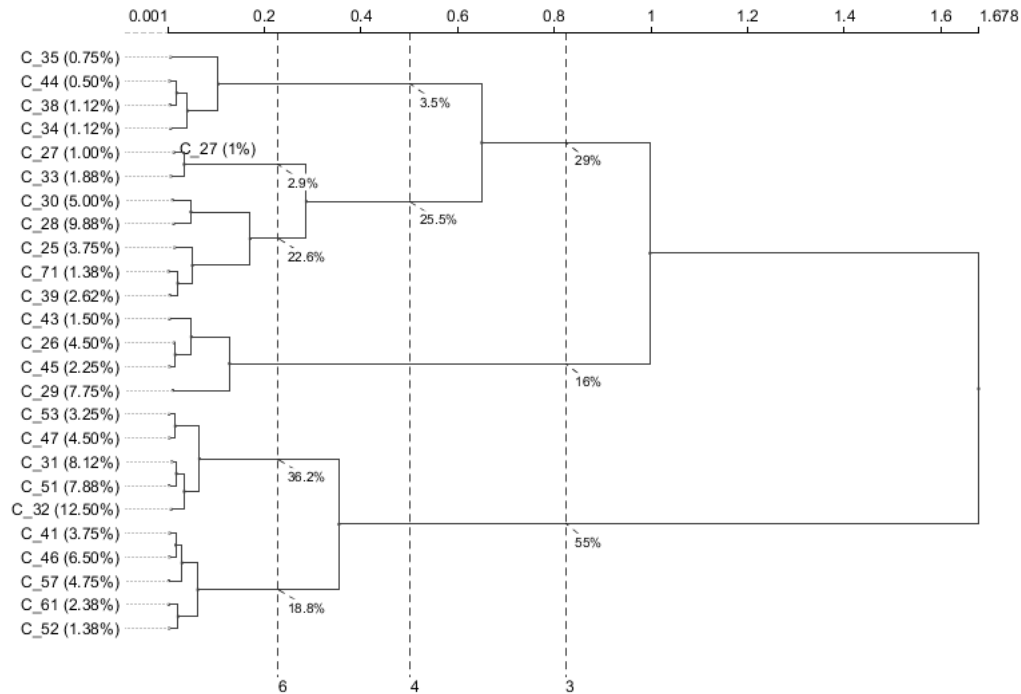 0.001 0.2 0.4 0.6 0.8 1 1.2 1.4 1.6 1.678
C_35 (0.75%)
C_44 (0.50%)
3.5%
C_38 (1.12%)
C_34 (1.12%)
C_27 (1%)
C_27 (1.00%)
29%
C_33 (1.88%)
2.9%
C_30 (5.00%)
25.5%
C_28 (9.88%)
C_25 (3.75%)
22.6%
C_71 (1.38%)
C_39 (2.62%)
C_43 (1.50%)
C_26 (4.50%)
C_45 (2.25%)
16%
C_29 (7.75%)
C_53 (3.25%)
C_47 (4.50%)
C_31 (8.12%)
36.2%
C_51 (7.88%)
C_32 (12.50%)
C_41 (3.75%)
55%
C_46 (6.50%)
C_57 (4.75%)
C_61 (2.38%)
18.8%
C_52 (1.38%)
6 4 3